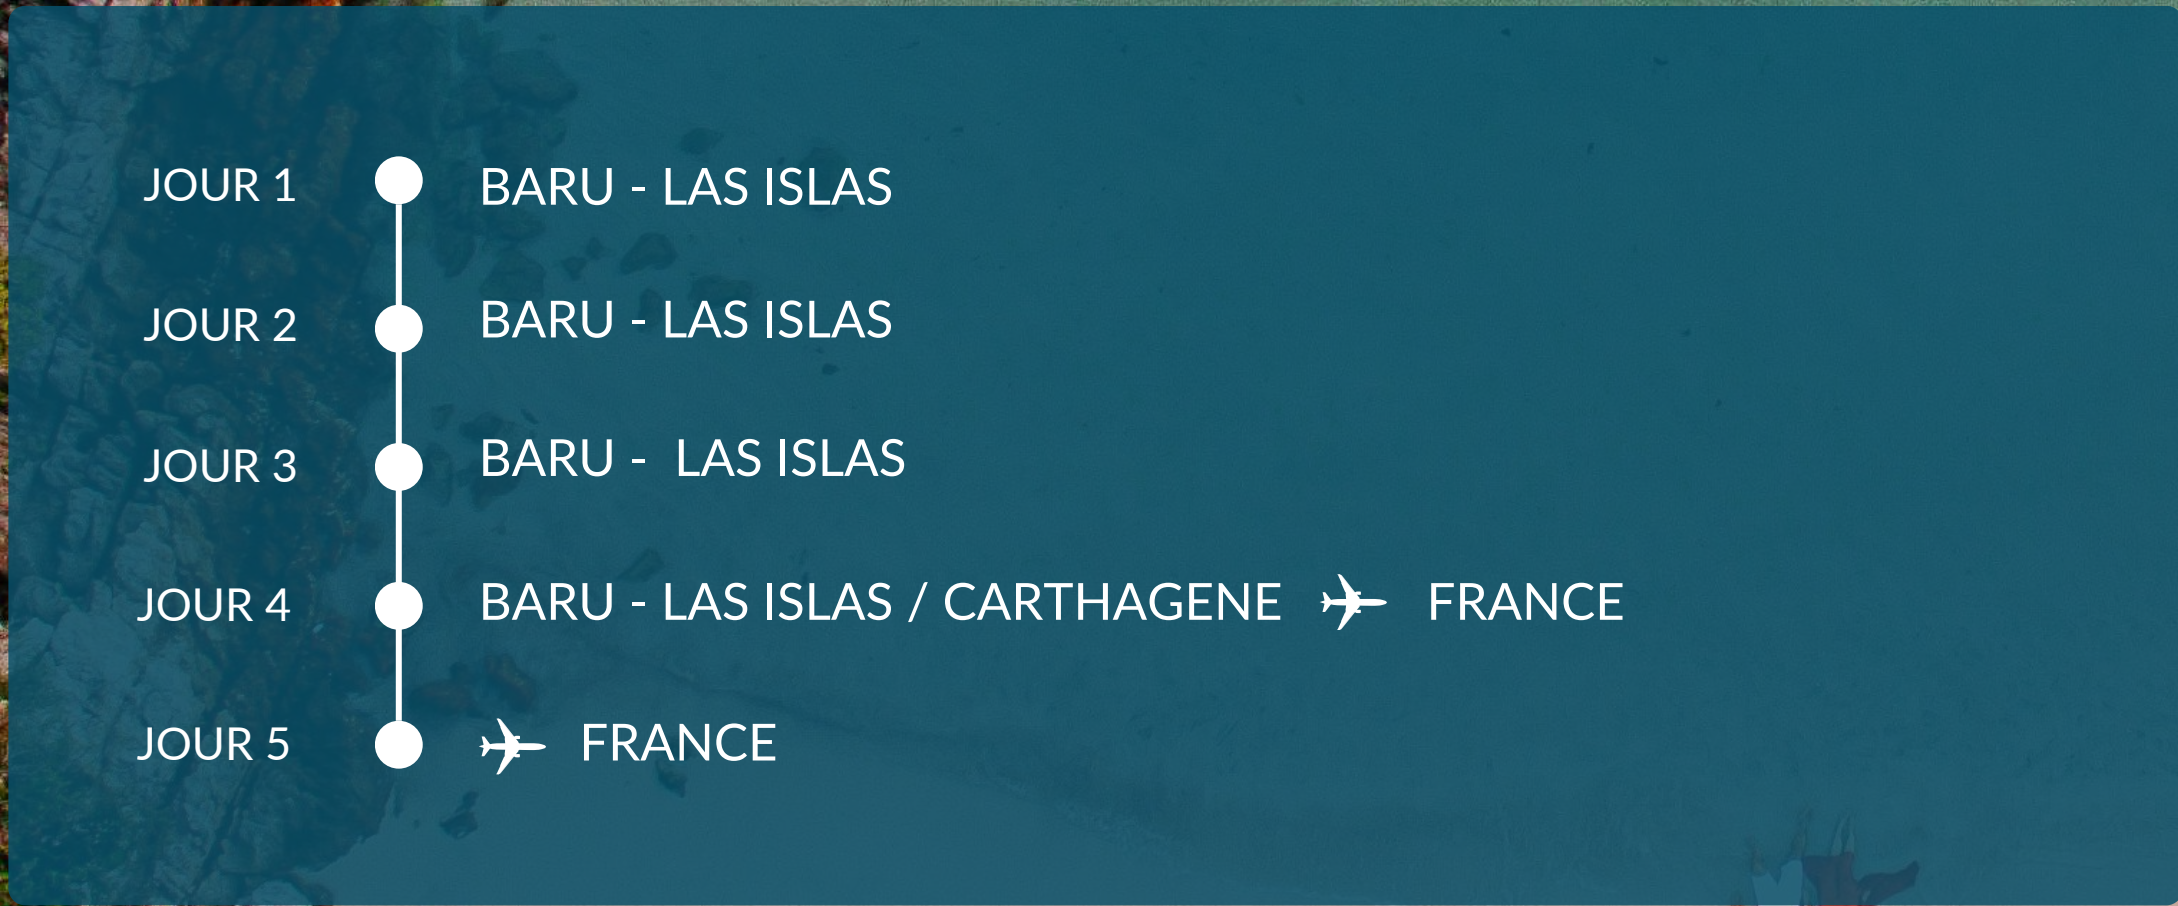 JOUR 1 BARU - LAS ISLAS
JOUR 2 BARU - LAS ISLAS
JOUR 3 BARU - LAS ISLAS
JOUR 4 BARU - LAS ISLAS / CARTHAGENE FRANCE
JOUR 5 FRANCE